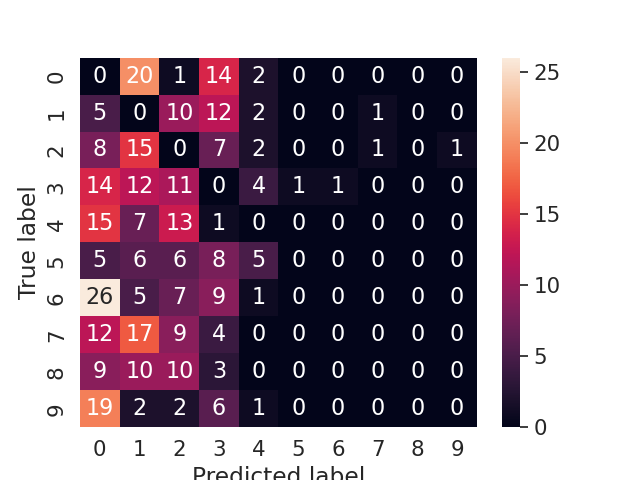 0 0 20 1 14 2 0 0 0 0 0
1 5 0 10 12 2 0 0 1 0 0
2 8 15 0 7 2 0 0 1 0 1
3 14 12 11 0 4 1 1 0 0 0
4 15 7 13 1 0 0 0 0 0 0
5 5 6 6 8 5 0 0 0 0 0
6 26 5 7 9 1 0 0 0 0 0
7 12 17 9 4 0 0 0 0 0 0
8 9 10 10 3 0 0 0 0 0 0
9 19 2 2 6 1 0 0 0 0 0
0 1 2 3 4 5 6 7 8 9
Predicted label
True label
25
20
15
10
5
0